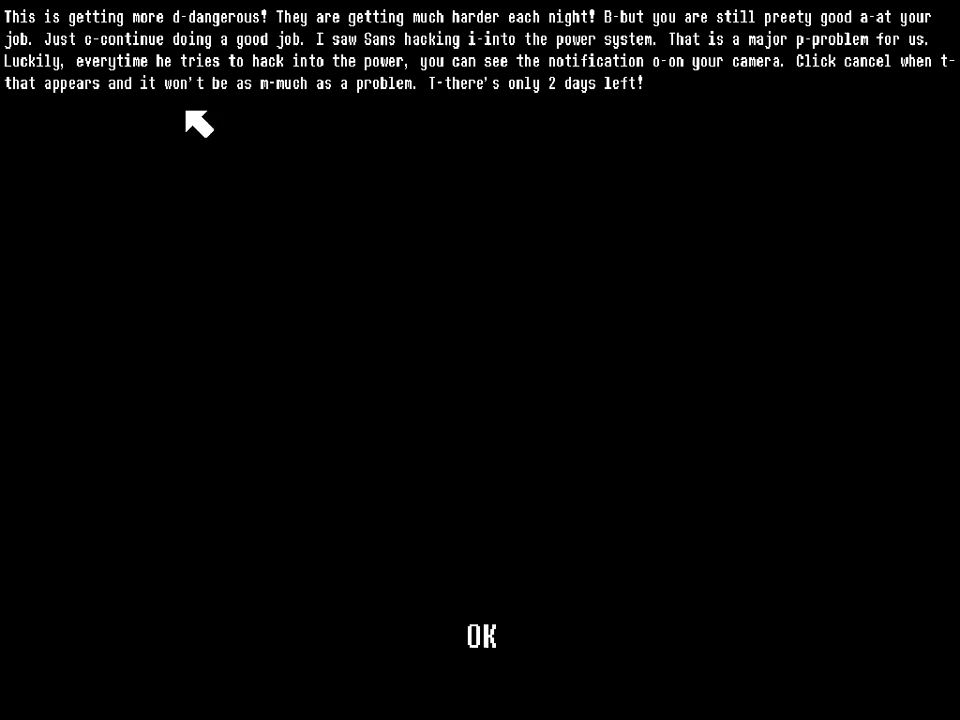 This is getting more d-dangerous! They are getting much harder each night! B-but you are still preety good a-at your
job. Just c-continue doing a good job. I saw Sans hacking i-into the power system. That is a major p-problem for us.
Luckily, everytime he tries to hack into the power, you can see the notification o-on your camera. Click cancel when t-
that appears and it won't be as m-much as a problem. T-there's only 2 days left!
OK